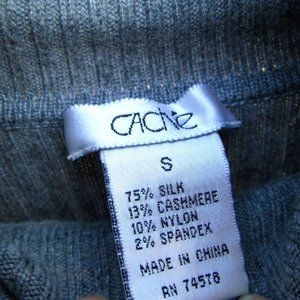 CACHE
S
75% SILK
13% CASHMERE
10% NYLON
2% SPANDEX
MADE IN CHINA
RN 74578